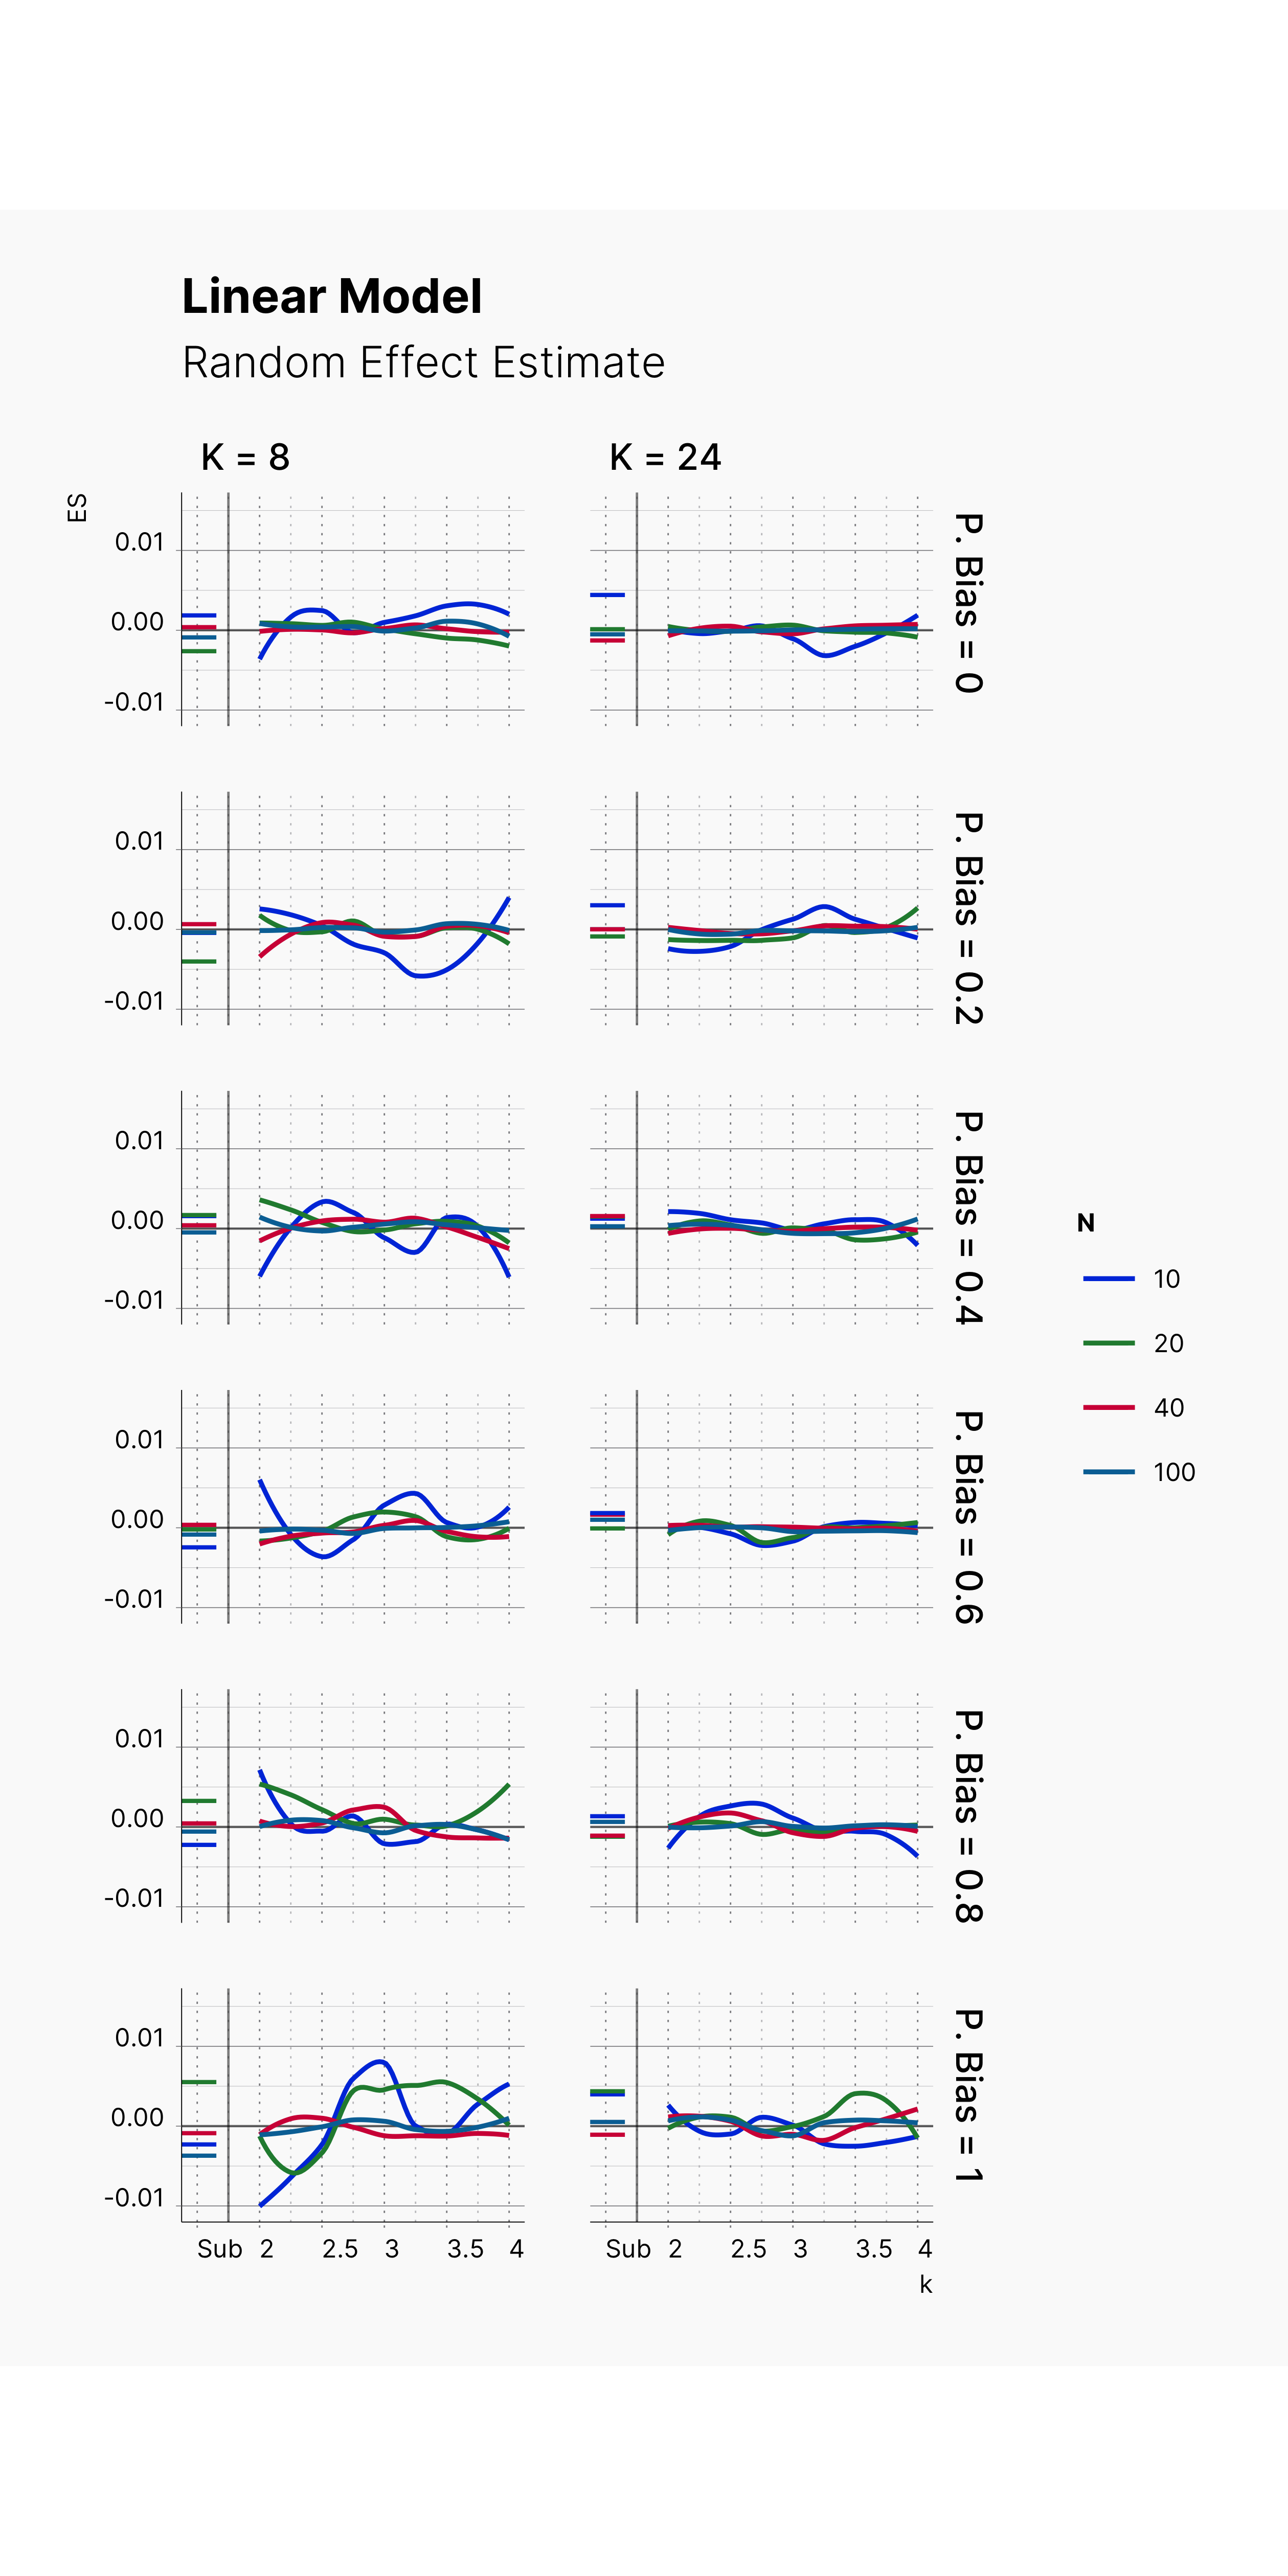 Linear Model
Random Effect Estimate
K = 8
K = 24
ES
0.01
0.00
-0.01
P. Bias = 0
0.01
0.00
-0.01
P. Bias = 0.2
0.01
0.00
-0.01
P. Bias = 0.4
N
10
20
40
100
0.01
0.00
-0.01
P. Bias = 0.6
0.01
0.00
-0.01
P. Bias = 0.8
0.01
0.00
-0.01
P. Bias = 1
Sub 2 2.5 3 3.5 4
Sub 2 2.5 3 3.5 4
k